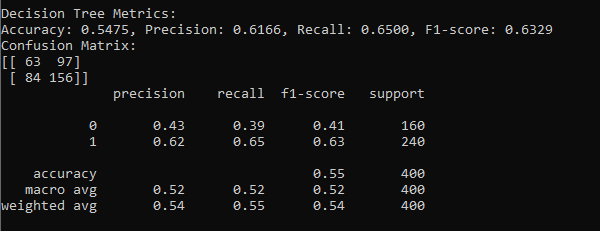 Decision Tree Metrics:
Accuracy: 0.5475, Precision: 0.6166, Recall: 0.6500, F1-score: 0.6329
Confusion Matrix:
[[ 63  97]
 [ 84 156]]
              precision    recall  f1-score   support

           0       0.43      0.39      0.41       160
           1       0.62      0.65      0.63       240

    accuracy                           0.55       400
   macro avg       0.52      0.52      0.52       400
weighted avg       0.54      0.55      0.54       400